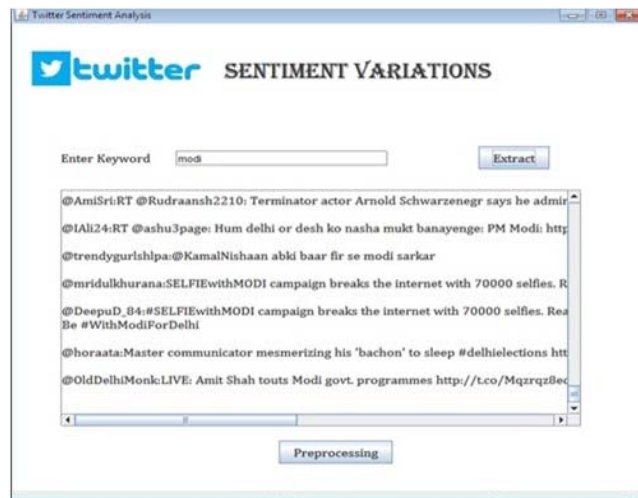 Twitter Sentiment Analysis
twitter SENTIMENT VARIATIONS
Enter Keyword modi Extract
@AmiSri:RT @Rudraansh2210: Terminator actor Arnold Schwarzenegr says he admir
@IAli24:RT @ashu3page: Hum delhi or desh ko nasha mukt banayenge: PM Modi: http
@trendygurlshlpa:@KamalNishaan abki baar fir se modi sarkar
@mridulkhurana:SELFIEwithMODI campaign breaks the internet with 70000 selfies. R
@DeepuD_84:#SELFIEwithMODI campaign breaks the internet with 70000 selfies. Rea
Be #WithModiForDelhi
@horaata:Master communicator mesmerizing his 'bachon' to sleep #delhielections htt
@OldDelhiMonk:LIVE: Amit Shah touts Modi govt. programmes http://t.co/Mqzrqz8ec
Preprocessing